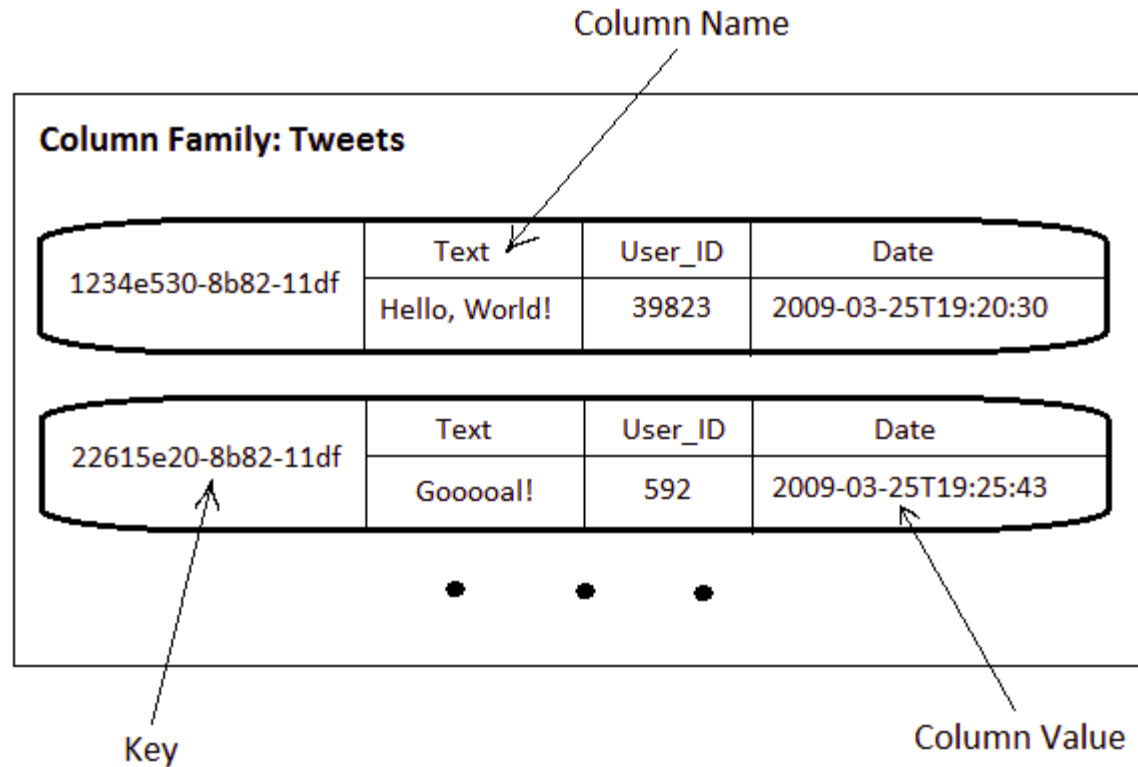 Column Name
Column Family: Tweets
Text User_ID Date
1234e530-8b82-11df
Hello, World! 39823 2009-03-25T19:20:30
Text User_ID Date
22615e20-8b82-11df
Gooooal! 592 2009-03-25T19:25:43
Key
Column Value